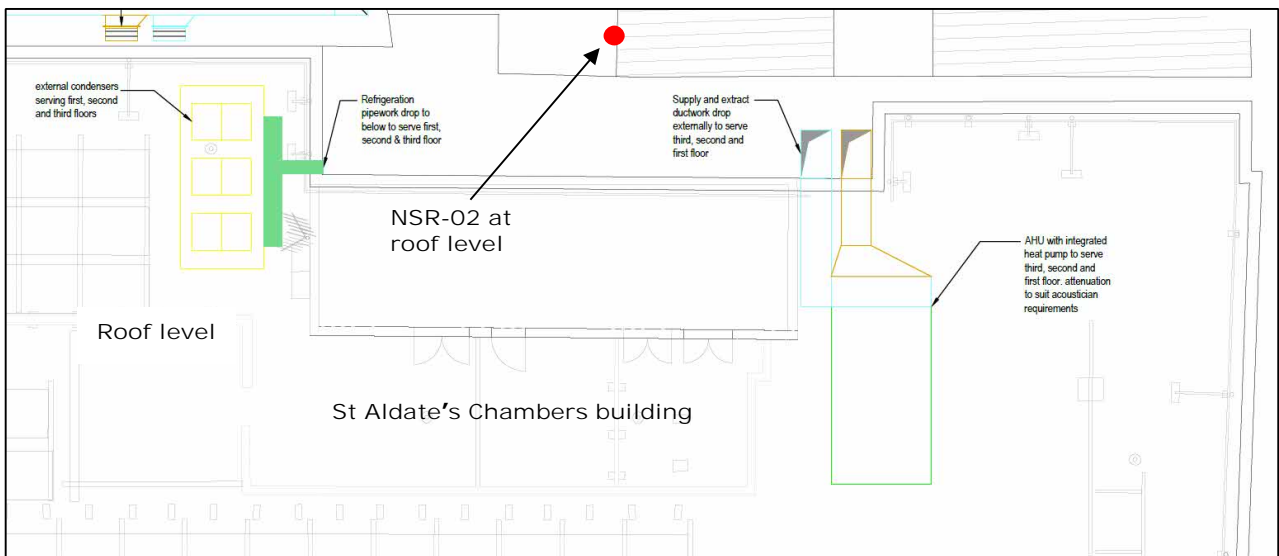 external condensers
serving first, second
and third floors
Refrigeration
pipework drop to
below to serve first,
second & third floor
Supply and extract
ductwork drop
externally to serve
third, second and
first floor
NSR-02 at
roof level
AHU with integrated
heat pump to serve
third, second and
first floor. attenuation
to suit acoustician
requirements
Roof level
St Aldate's Chambers building